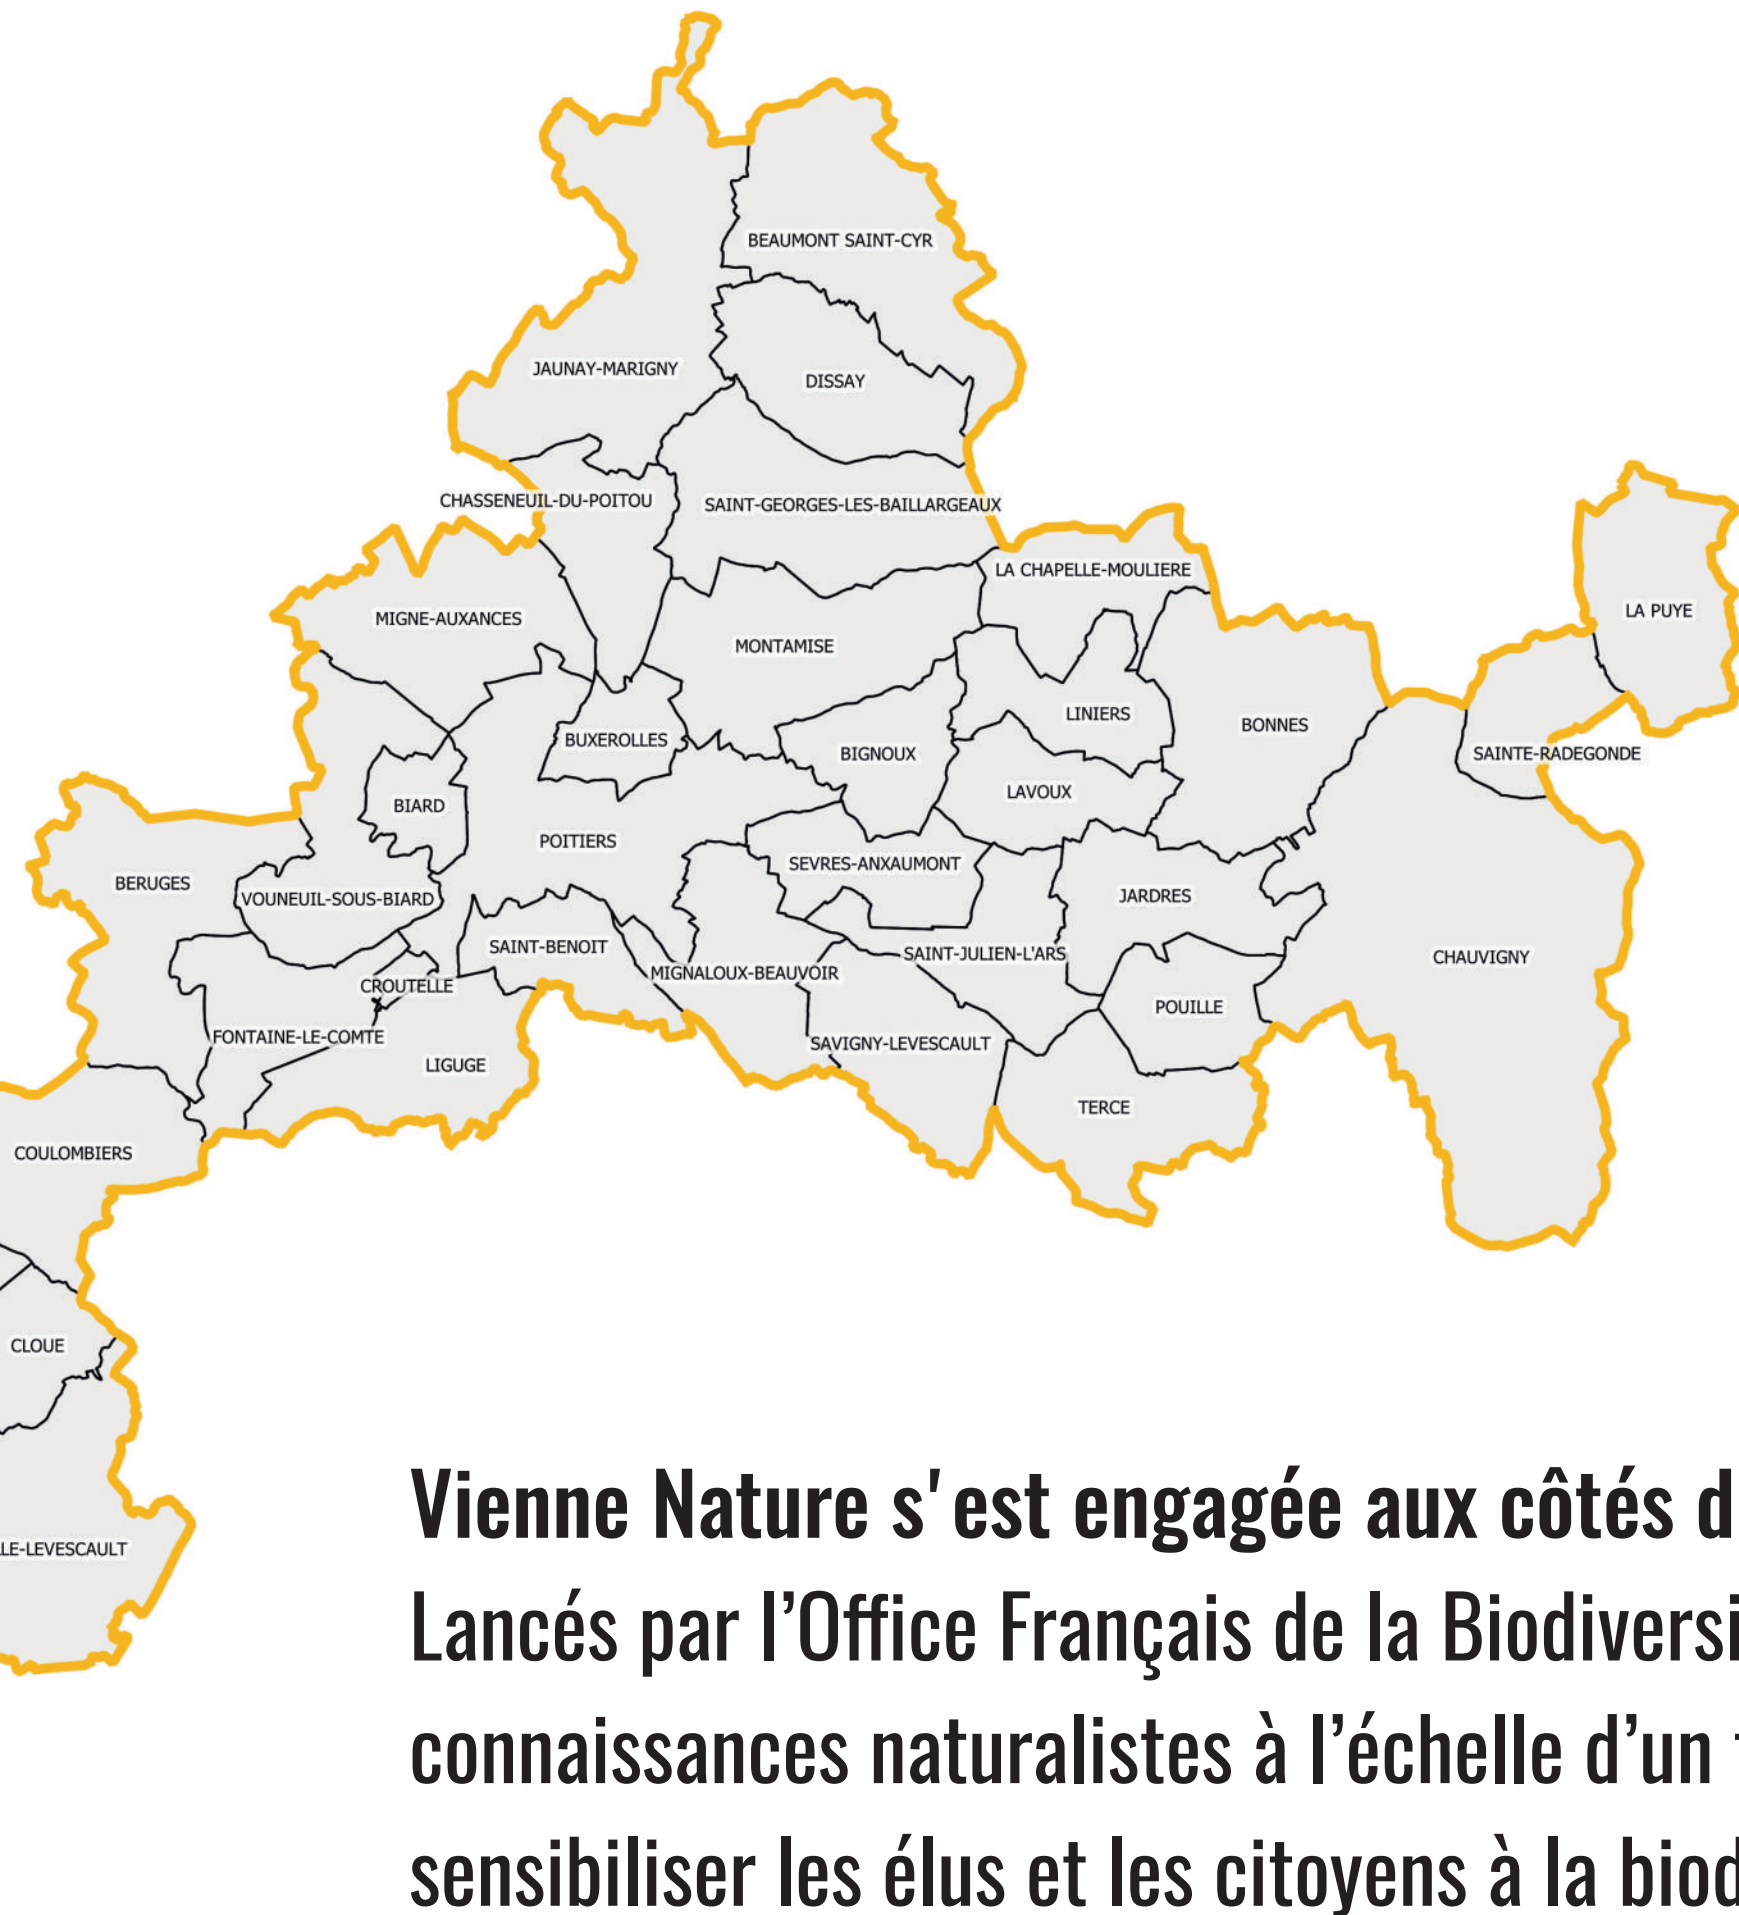 BEAUMONT SAINT-CYR
JAUNAY-MARIGNY
DISSAY
CHASSENEUIL-DU-POITOU
SAINT-GEORGES-LES-BAILLARGEAUX
LA CHAPELLE-MOULIERE
LA PUYE
MIGNE-AUXANCES
MONTAMISE
LINIERS
BONNES
BUXEROLLES
BIGNOUX
SAINTE-RADEGONDE
LAVOUX
BIARD
POITIERS
SEVRES-ANXAUMONT
BERUGES
VOUNEUIL-SOUS-BIARD
JARDRES
SAINT-BENOIT
SAINT-JULIEN-L'ARS
CHAUVIGNY
MIGNALOUX-BEAUVOIR
CROUTELLE
POUILLE
FONTAINE-LE-COMTE
SAVIGNY-LEVESCAULT
LIGUGE
TERCE
COULOMBIERS
CLOUE
LE-LEVESCAULT
Vienne Nature s'est engagée aux côtés d
Lancés par l’Office Français de la Biodiversi
connaissances naturalistes à l’échelle d’un
sensibiliser les élus et les citoyens à la biod